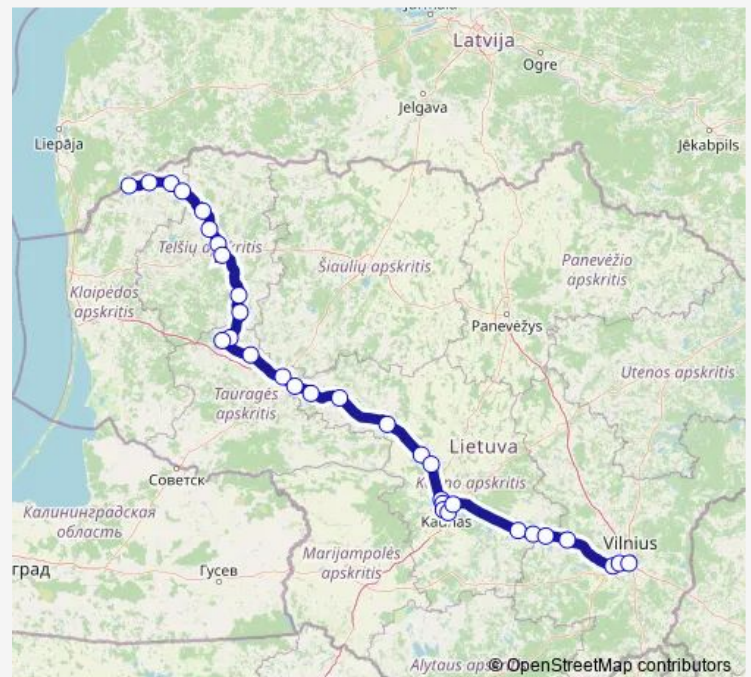 Latvija
Ogre
Jelgava
Liepāja
Jēkabpils
Telšių apskritis
Šiaulių apskritis
Panevėžio
apskritis
Klaipėdos
apskritis
Panevėžys
Utenos apskritis
Tauragės
apskritis
Lietuva
Советск
Kauno apskritis
Калининградская
область
Kaunas
Vilnius
Marijampolės
apskritis
град
Гусев
Alytaus
© OpenStreetMap contributors